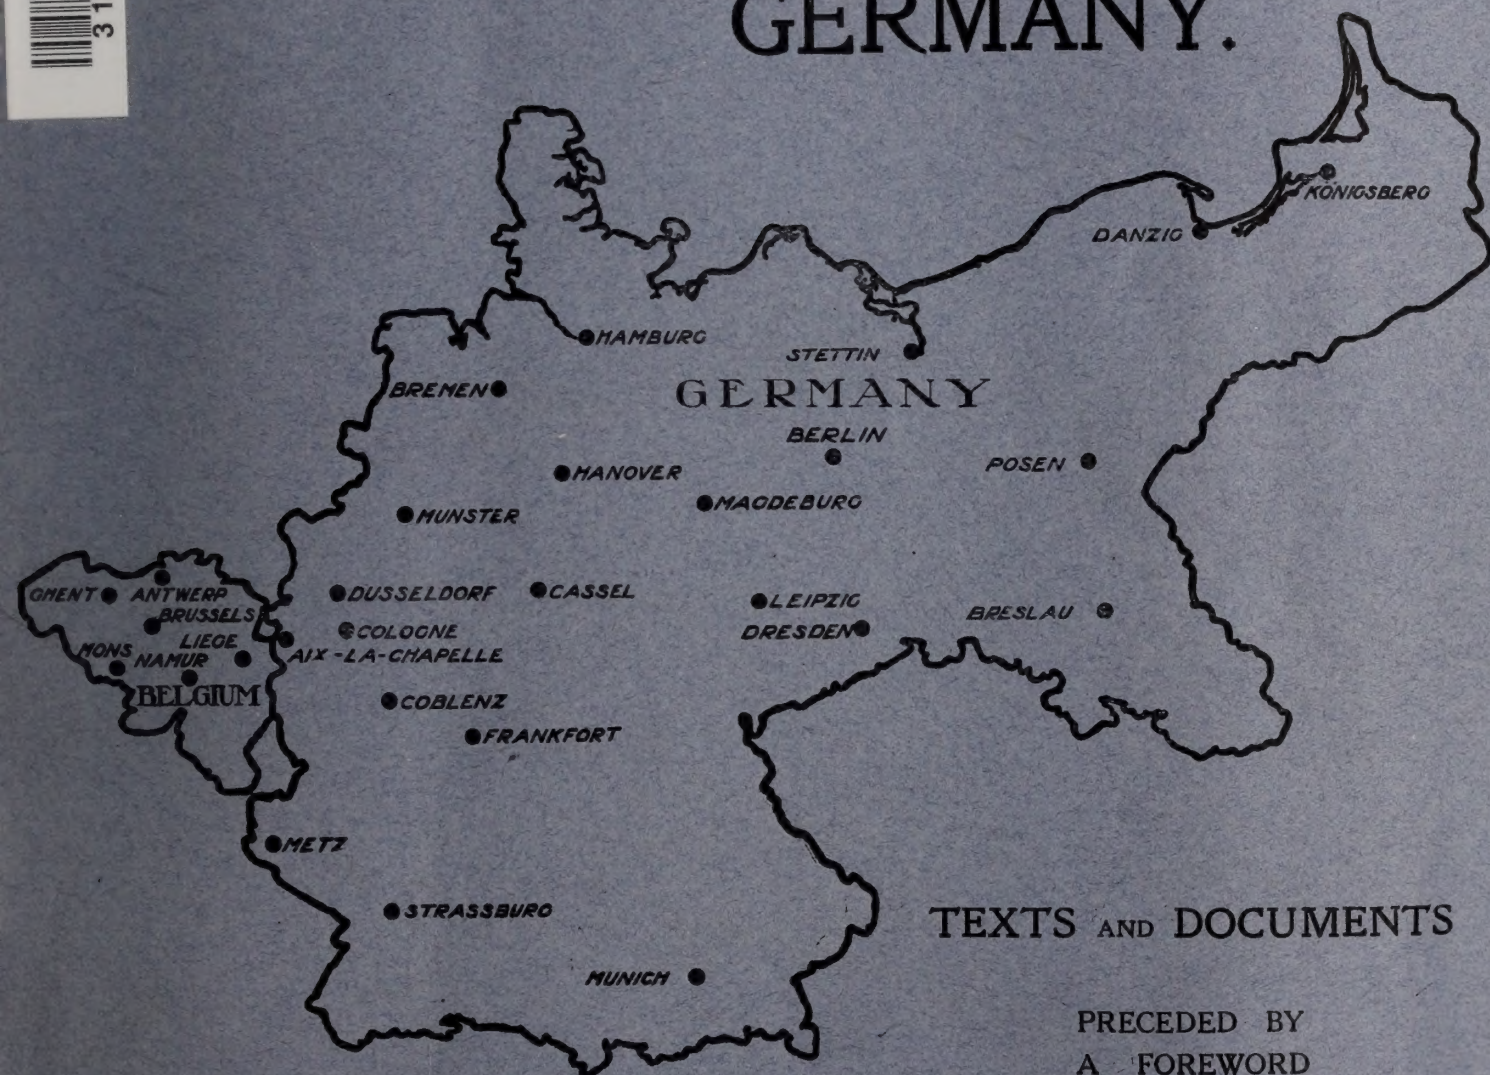 31
GERMANY.
KÖNIGSBERG
DANZIG
HAMBURG
STETTIN
GERMANY
BREMEN
BERLIN
HANOVER
POSEN
MAGDEBURG
MUNSTER
GHENT
ANTWERP
DUSSELDORF
CASSEL
BRUSSELS
LEIPZIG
BRESLAU
COLOGNE
DRESDEN
LIEGE
MONS
NAMUR
AIX-LA-CHAPELLE
BELGIUM
COBLENZ
FRANKFORT
METZ
STRASSBURG
TEXTS AND DOCUMENTS
MUNICH
PRECEDED BY
A FOREWORD